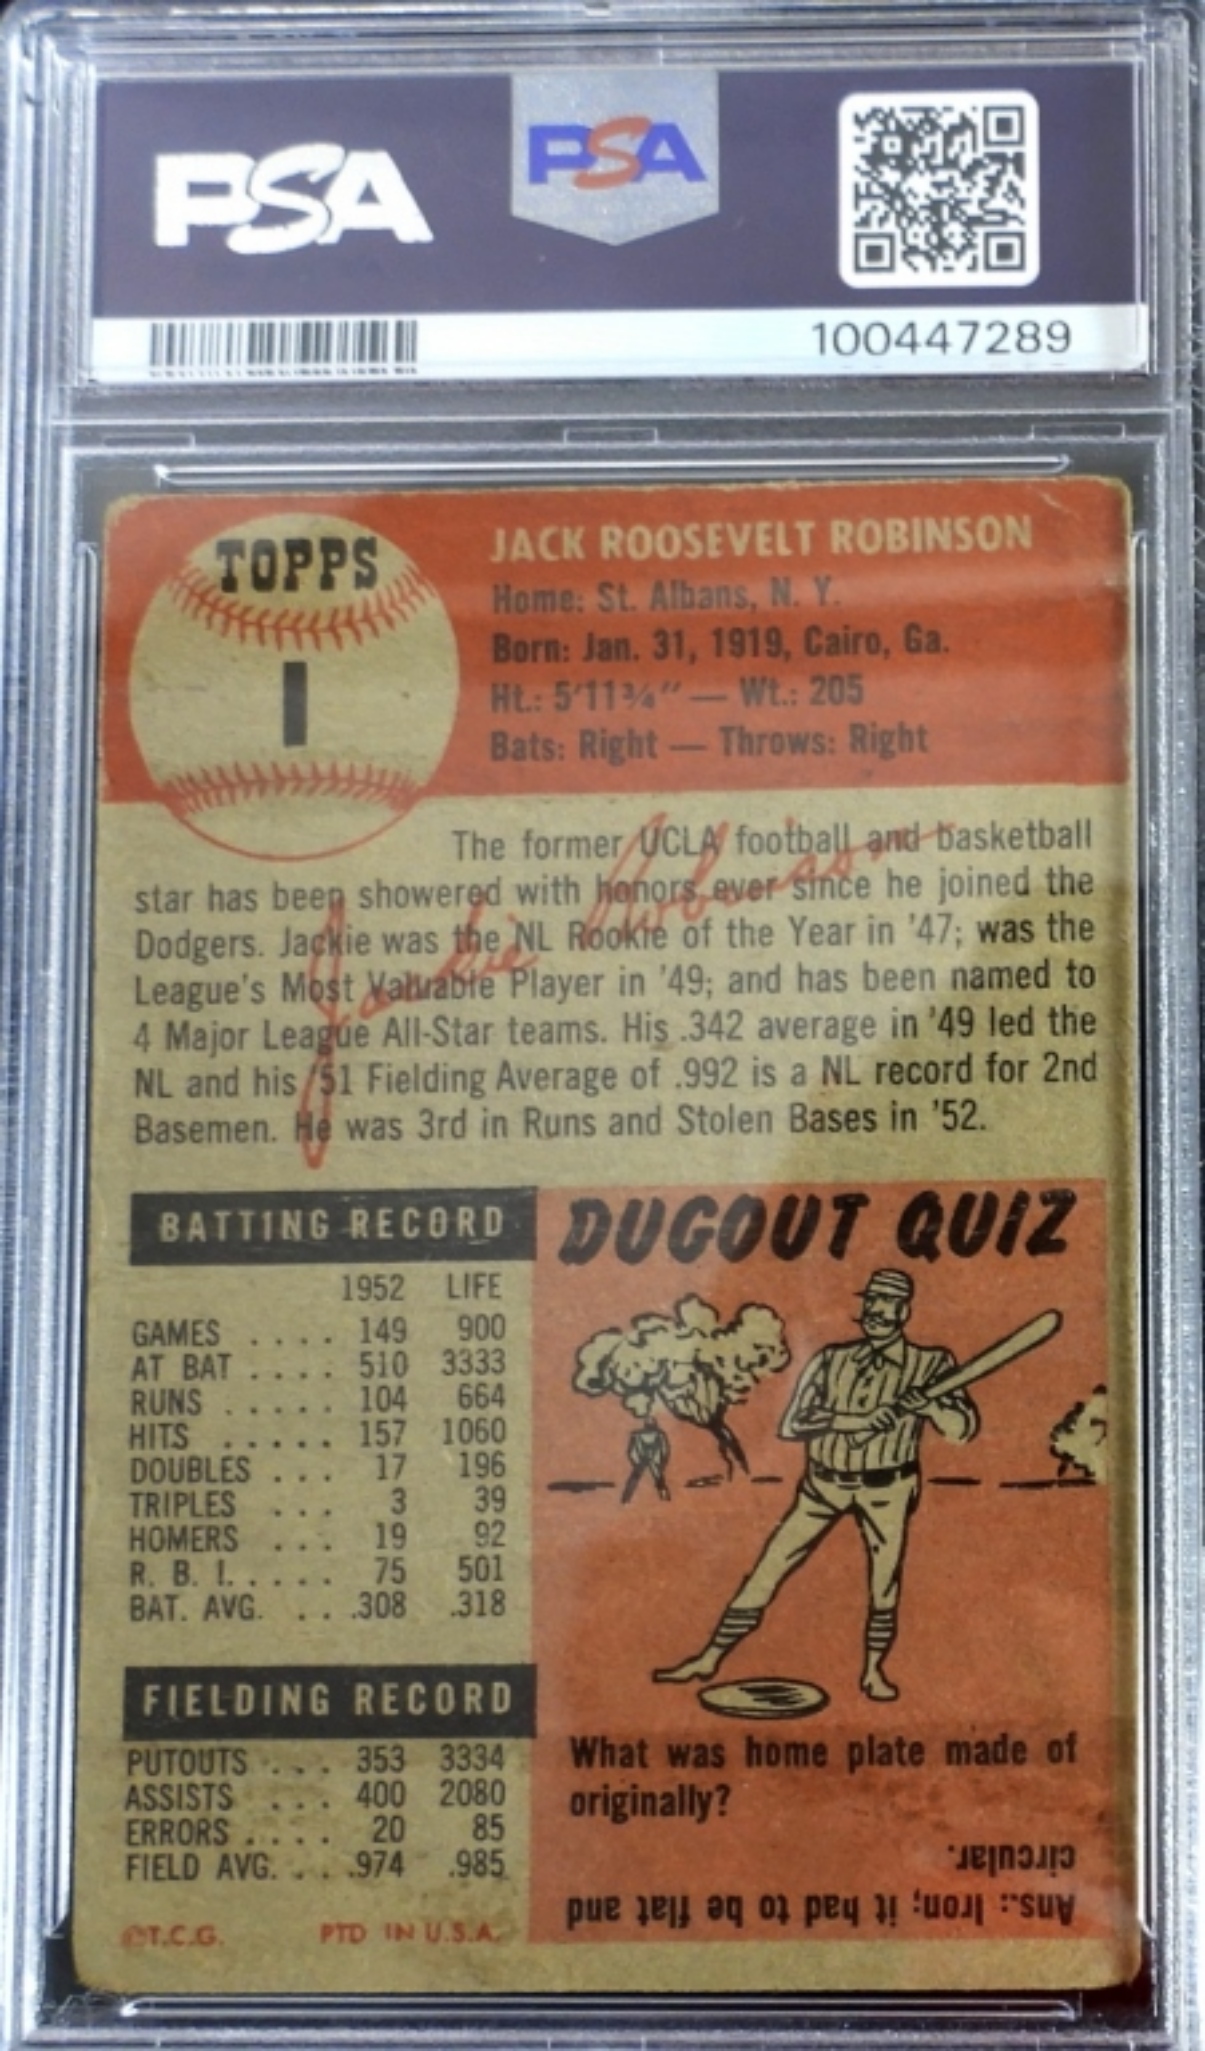 PSA
PSA
100447289
TOPPS
1
JACK ROOSEVELT ROBINSON
Home: St. Albans, N. Y.
Born: Jan. 31, 1919, Cairo, Ga.
Ht.: 5'11¾" — Wt.: 205
Bats: Right — Throws: Right
The former UCLA football and basketball
star has been showered with honors ever since he joined the
Dodgers. Jackie was the NL Rookie of the Year in '47; was the
League's Most Valuable Player in '49; and has been named to
4 Major League All-Star teams. His .342 average in '49 led the
NL and his '51 Fielding Average of .992 is a NL record for 2nd
Basemen. He was 3rd in Runs and Stolen Bases in '52.
Jackie Robinson
BATTING RECORD
1952 LIFE
GAMES .... 149 900
AT BAT .... 510 3333
RUNS ..... 104 664
HITS ..... 157 1060
DOUBLES ... 17 196
TRIPLES ... 3 39
HOMERS ... 19 92
R. B. I. .... 75 501
BAT. AVG. ... .308 .318
FIELDING RECORD
PUTOUTS ... 353 3334
ASSISTS ... 400 2080
ERRORS .... 20 85
FIELD AVG. ... .974 .985
©T.C.G. PTD IN U.S.A.
DUGOUT QUIZ
What was home plate made of
originally?
Ans.: Iron; it had to be flat and
circular.